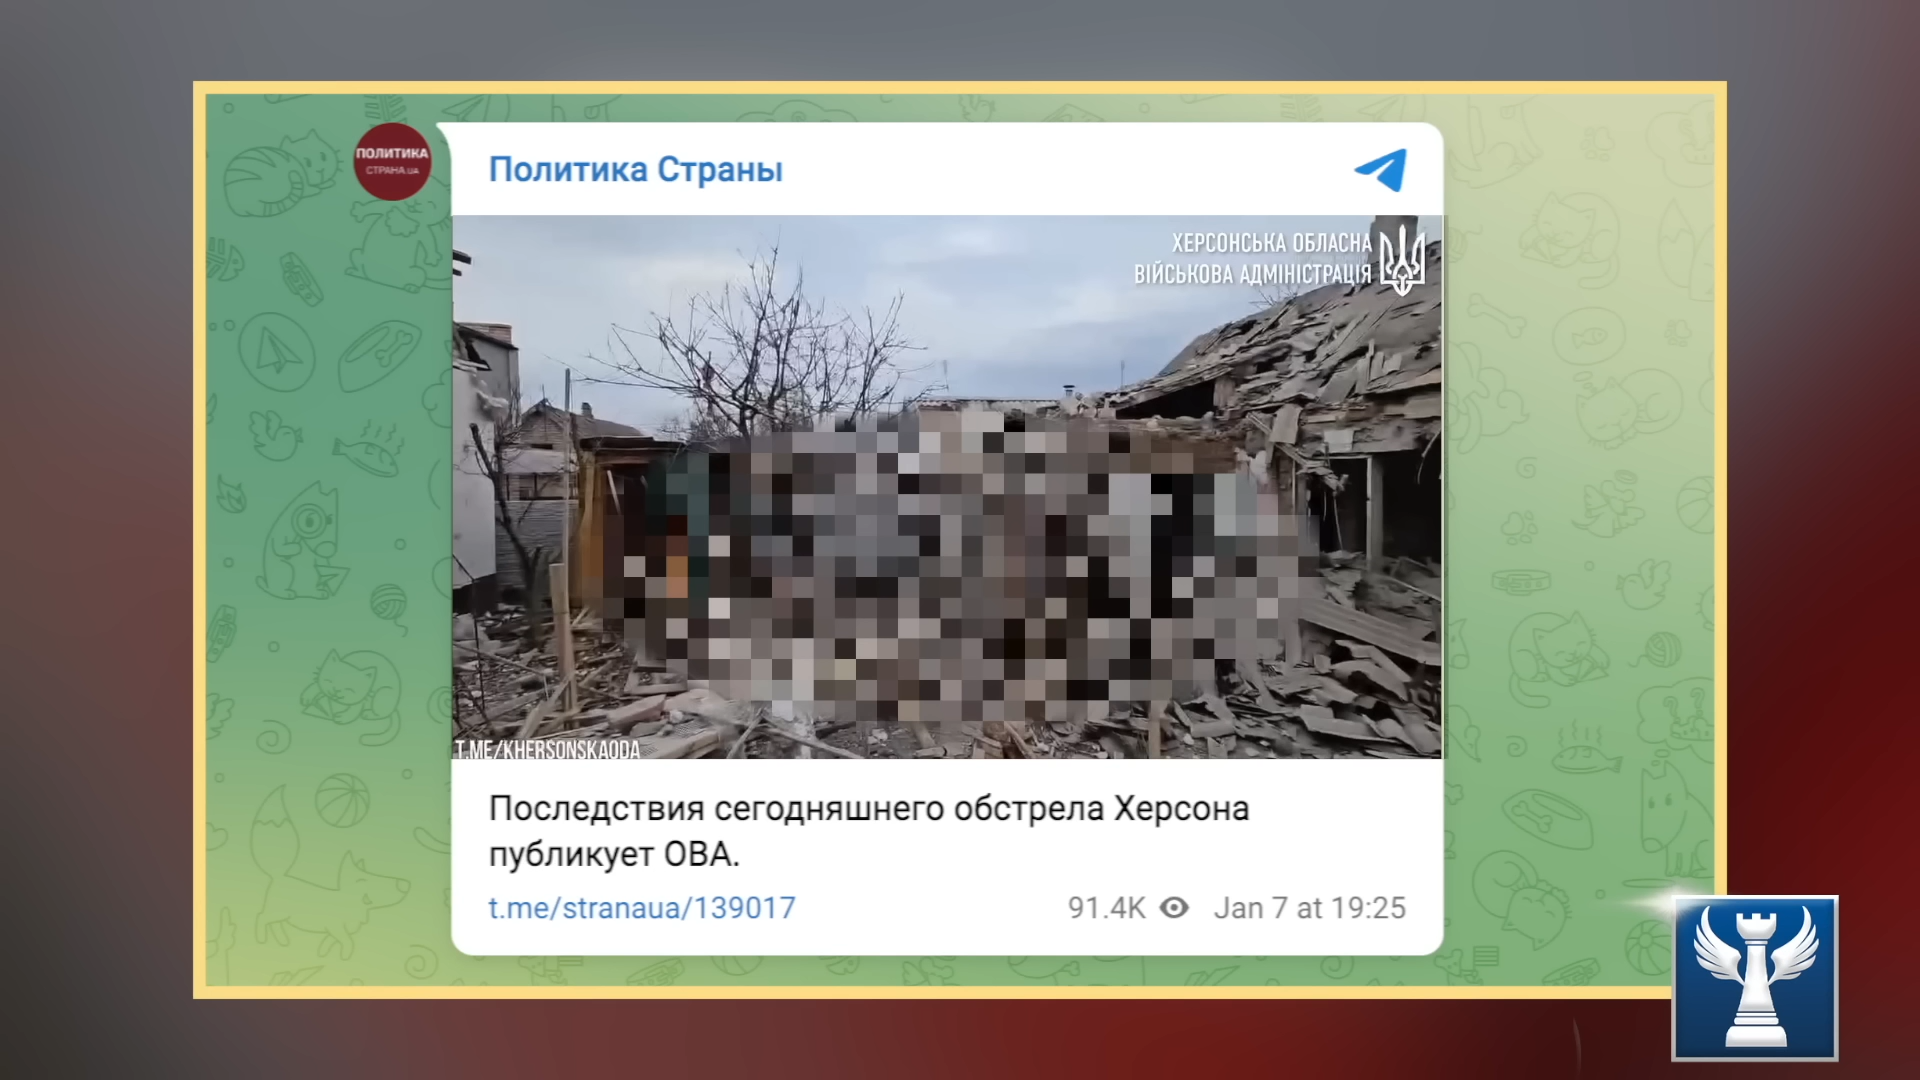 ПОЛИТИКА
СТРАНА.UA
Политика Страны
ХЕРСОНСЬКА ОБЛАСНА
ВІЙСЬКОВА АДМІНІСТРАЦІЯ
T.ME/KHERSONSKAODA
Последствия сегодняшнего обстрела Херсона
публикует ОВА.
t.me/stranaua/139017
91.4K Jan 7 at 19:25